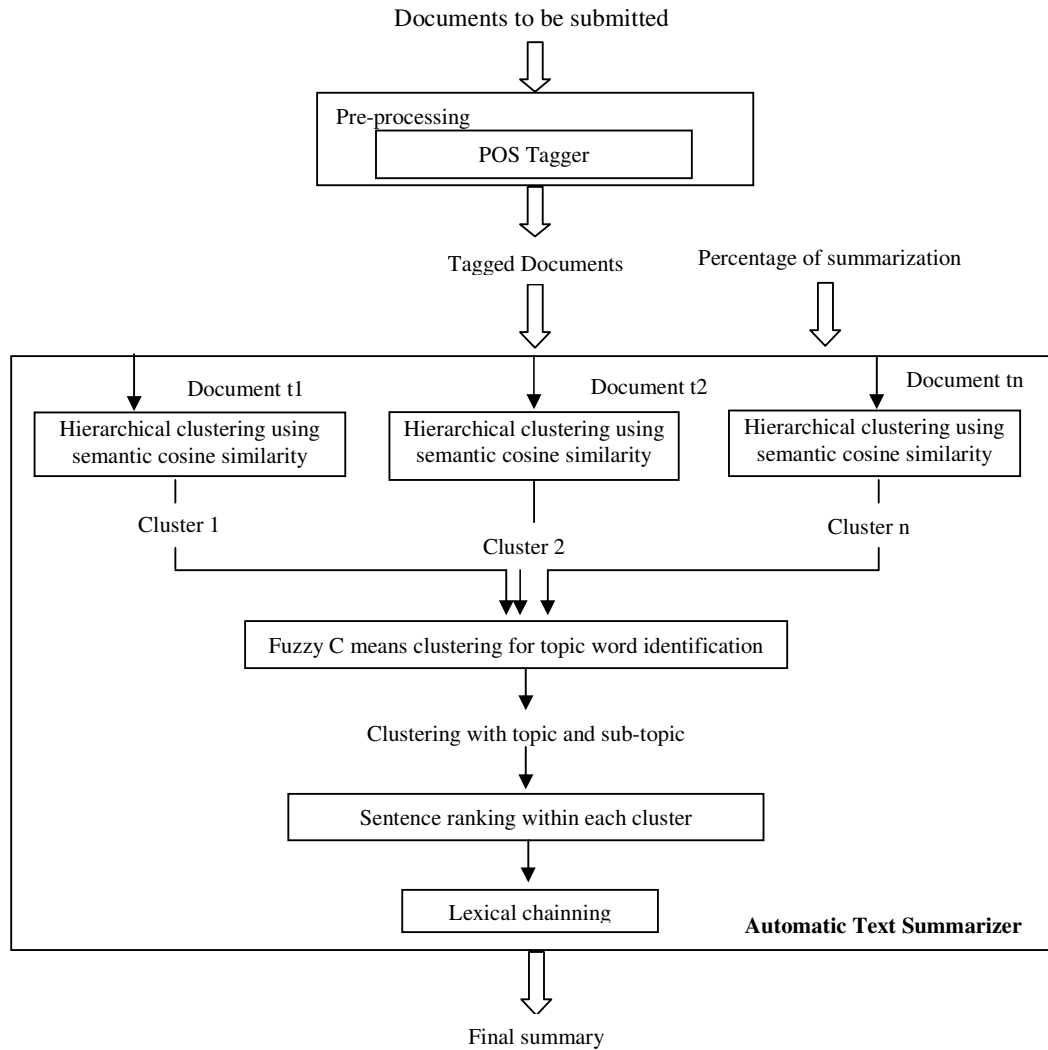 Documents to be submitted
Pre-processing
POS Tagger
Tagged Documents
Percentage of summarization
Document t1
Document t2
Document tn
Hierarchical clustering using
semantic cosine similarity
Hierarchical clustering using
semantic cosine similarity
Hierarchical clustering using
semantic cosine similarity
Cluster 1
Cluster 2
Cluster n
Fuzzy C means clustering for topic word identification
Clustering with topic and sub-topic
Sentence ranking within each cluster
Lexical chainning
Automatic Text Summarizer
Final summary